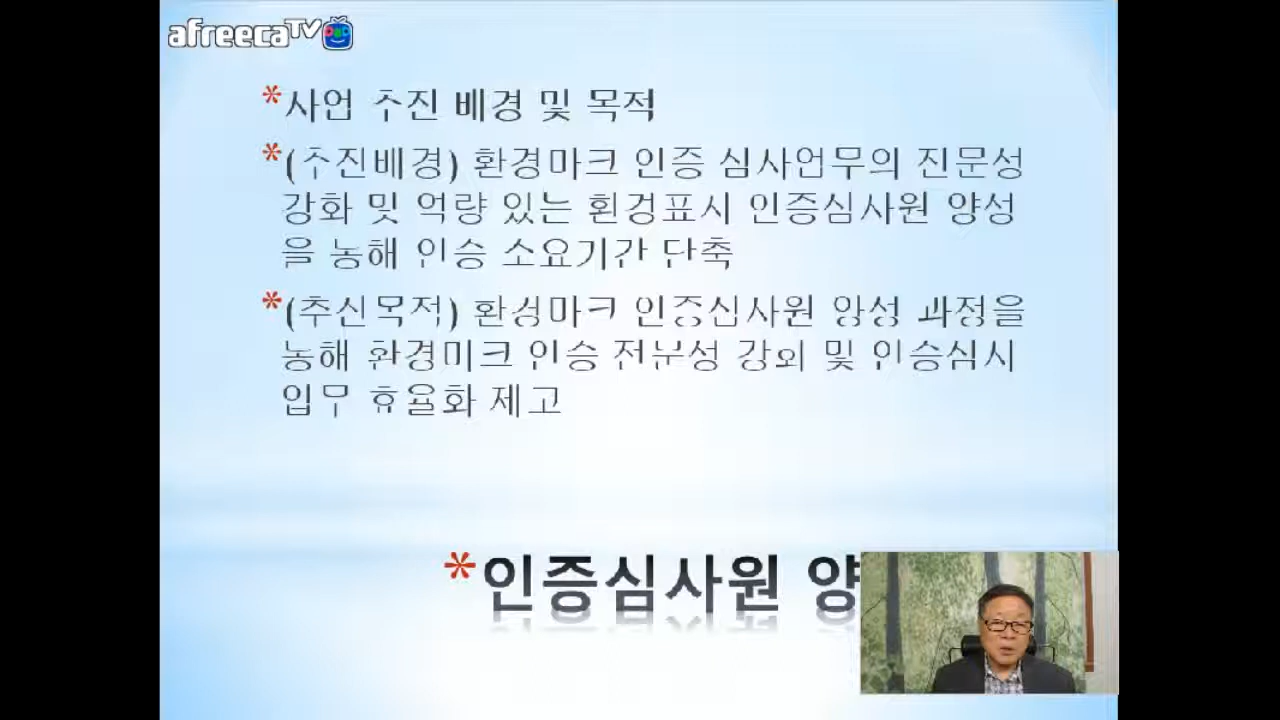 afreecaTV
*사업 추진 배경 및 목적
*(추진배경) 환경마크 인증 심사업무의 전문성
강화 및 역량 있는 환경표시 인증심사원 양성
을 통해 인증 소요기간 단축
*(추진목적) 환경마크 인증심사원 양성 과정을
통해 환경마크 인증 전문성 강화 및 인증심사
업무 효율화 제고
*인증심사원 양